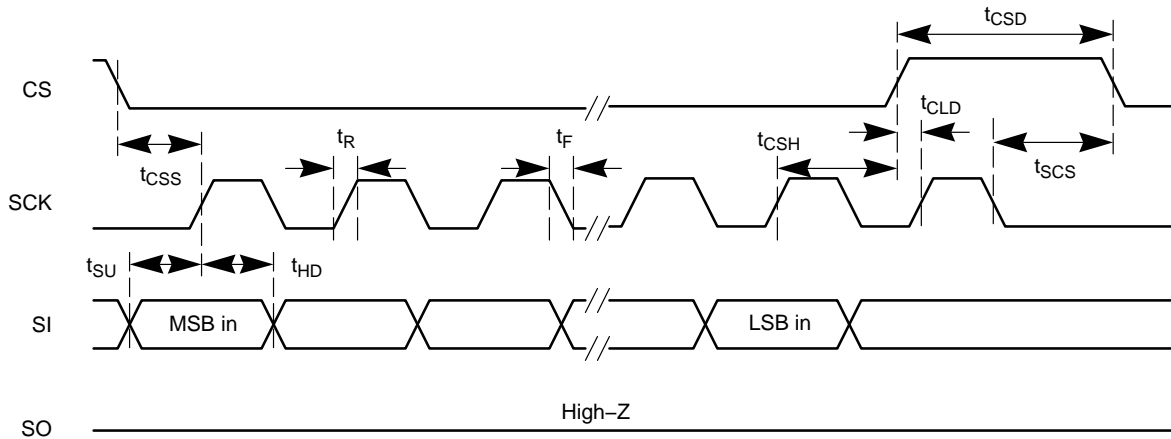 tCSD
CS
tCLD
tR
tF
tCSH
tCSS
tSCS
SCK
tSU
tHD
SI
MSB in
LSB in
High–Z
SO